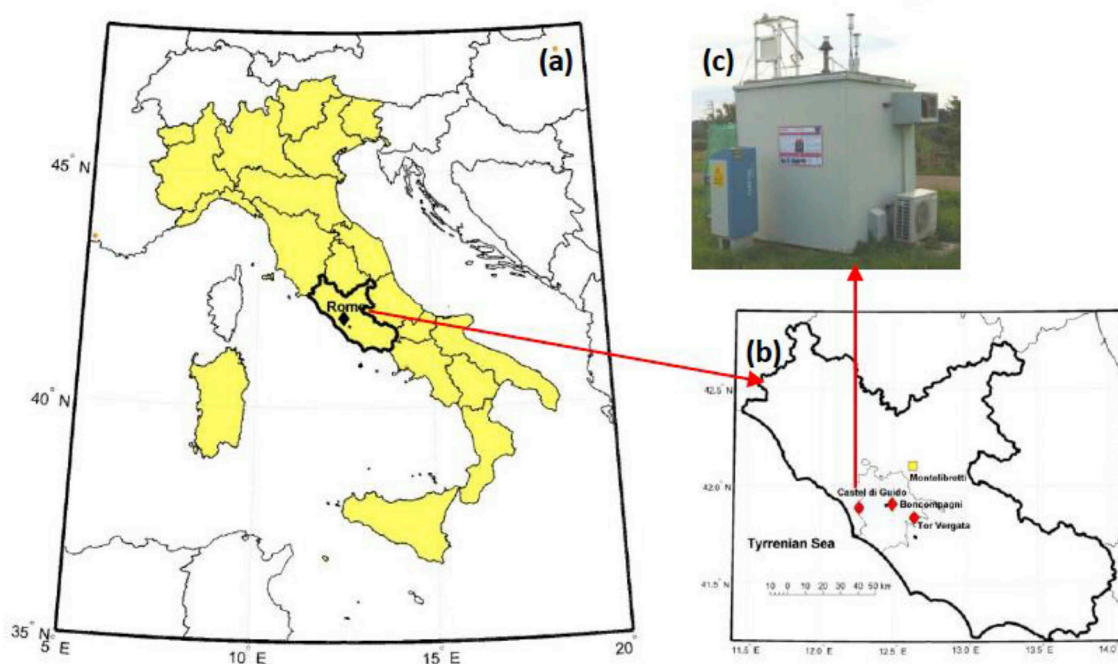 (a)
45° N
40° N
35° N
5° E
10° E
15° E
20° E
Rome
(c)
(b)
42.5° N
42.0° N
41.5° N
Montelibretti
Castel di Guido
Boncompagni
Tor Vergata
Tyrrenian Sea
10 0 10 20 30 40 50 km
11.5° E
12.0° E
12.5° E
13.0° E
13.5° E
14.0° E